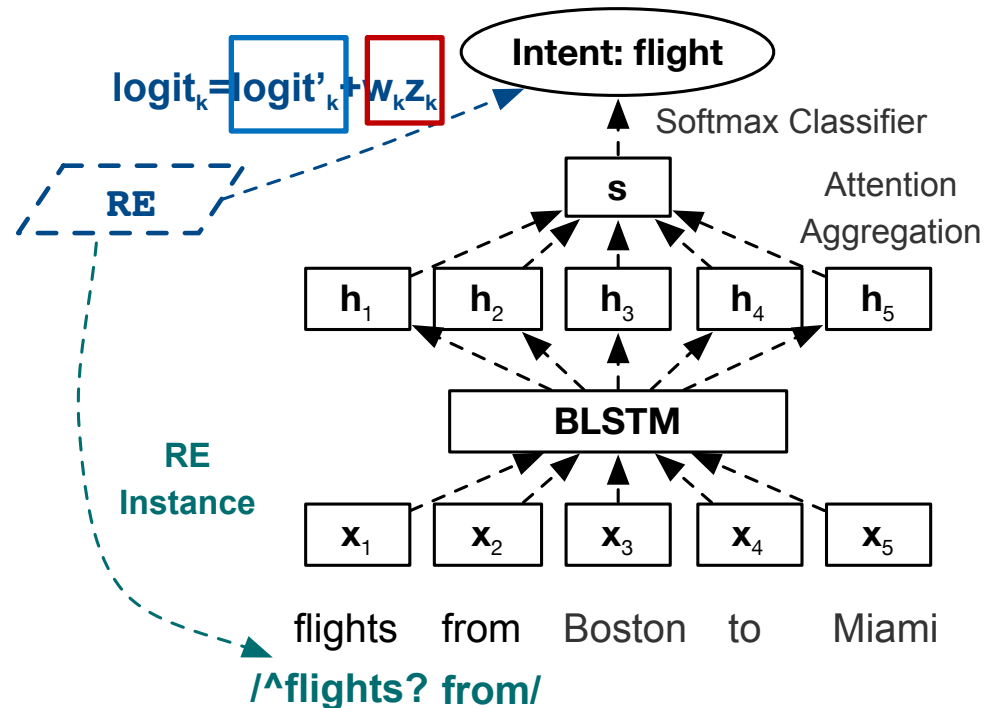 Intent: flight
logitₖ=logit'ₖ+wₖzₖ
Softmax Classifier
s
RE
Attention
Aggregation
h₁ h₂ h₃ h₄ h₅
BLSTM
RE
Instance
x₁ x₂ x₃ x₄ x₅
flights from Boston to Miami
/^flights? from/